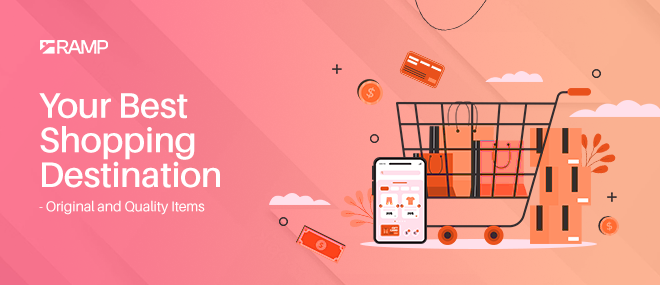 RAMP
Your Best
Shopping
Destination
- Original and Quality Items